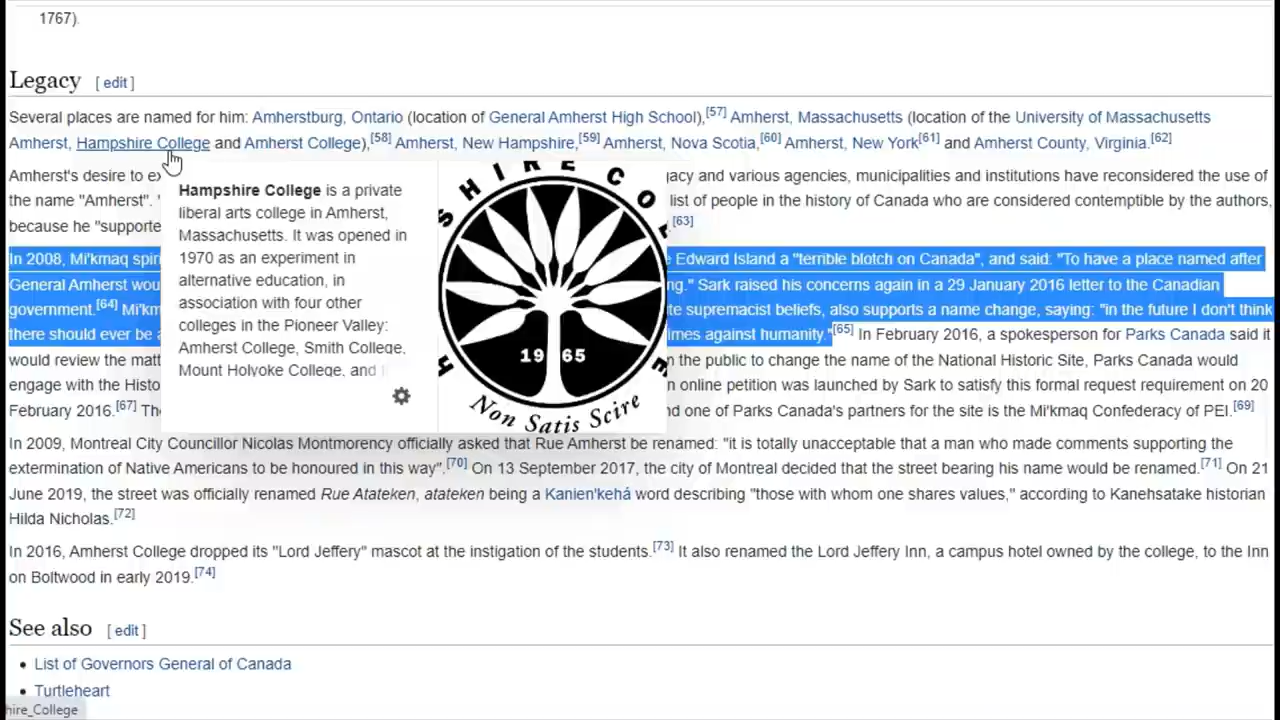 1767).
Legacy [ edit ]
Several places are named for him: Amherstburg, Ontario (location of General Amherst High School),[57] Amherst, Massachusetts (location of the University of Massachusetts
Amherst, Hampshire College and Amherst College),[58] Amherst, New Hampshire,[59] Amherst, Nova Scotia,[60] Amherst, New York[61] and Amherst County, Virginia.[62]
Amherst's desire to ex gacy and various agencies, municipalities and institutions have reconsidered the use of
the name "Amherst". list of people in the history of Canada who are considered contemptible by the authors,
because he "supporte [63]
In 2008, Mi'kmaq spiri e Edward Island a "terrible blotch on Canada", and said: "To have a place named after
General Amherst wou ng." Sark raised his concerns again in a 29 January 2016 letter to the Canadian
government.[64] Mi'km te supremacist beliefs, also supports a name change, saying: "in the future I don't think
there should ever be a imes against humanity."[65] In February 2016, a spokesperson for Parks Canada said it
would review the matt n the public to change the name of the National Historic Site, Parks Canada would
engage with the Histo n online petition was launched by Sark to satisfy this formal request requirement on 20
February 2016.[67] The nd one of Parks Canada's partners for the site is the Mi'kmaq Confederacy of PEI.[69]
Hampshire College is a private
liberal arts college in Amherst,
Massachusetts. It was opened in
1970 as an experiment in
alternative education, in
association with four other
colleges in the Pioneer Valley:
Amherst College, Smith College,
Mount Holyoke College, and
SHIRE CO
19 65
Non Satis Scire
In 2009, Montreal City Councillor Nicolas Montmorency officially asked that Rue Amherst be renamed: "it is totally unacceptable that a man who made comments supporting the
extermination of Native Americans to be honoured in this way".[70] On 13 September 2017, the city of Montreal decided that the street bearing his name would be renamed.[71] On 21
June 2019, the street was officially renamed Rue Atateken, atateken being a Kanien'kehá word describing "those with whom one shares values," according to Kanehsatake historian
Hilda Nicholas.[72]
In 2016, Amherst College dropped its "Lord Jeffery" mascot at the instigation of the students.[73] It also renamed the Lord Jeffery Inn, a campus hotel owned by the college, to the Inn
on Boltwood in early 2019.[74]
See also [ edit ]
List of Governors General of Canada
Turtleheart
hire_College